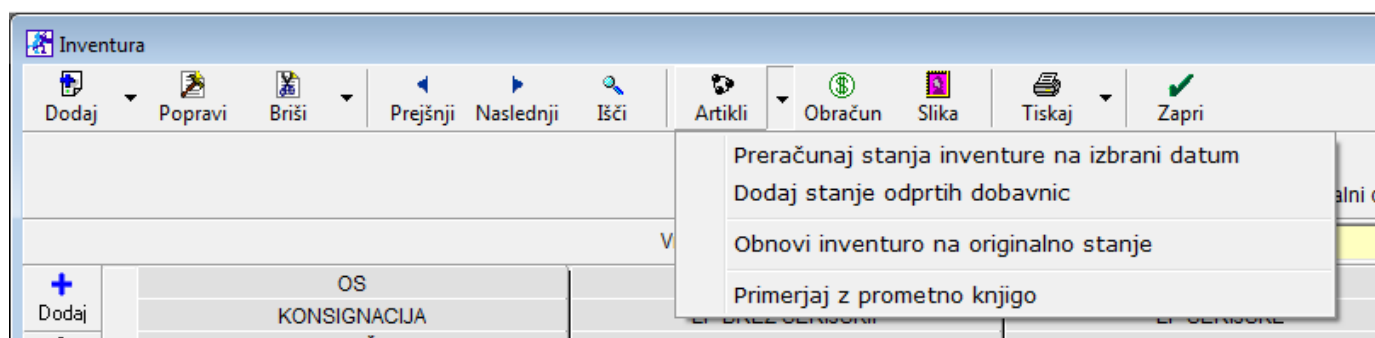 Inventura
Dodaj Popravi Briši Prejšnji Naslednji Išči Artikli Obračun Slika Tiskaj Zapri
Preračunaj stanja inventure na izbrani datum
Dodaj stanje odprtih dobavnic
Obnovi inventuro na originalno stanje
Primerjaj z prometno knjigo
OS
Dodaj
KONSIGNACIJA